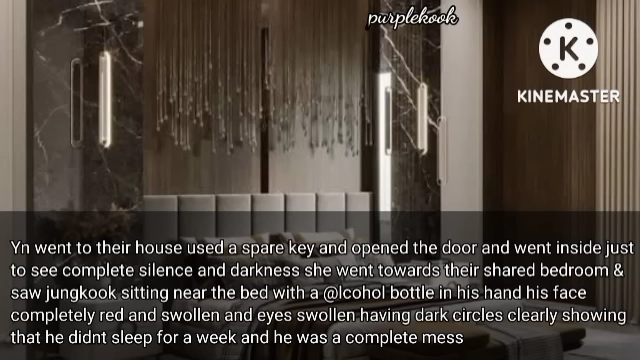 purplekook
KINEMASTER
Yn went to their house used a spare key and opened the door and went inside just
to see complete silence and darkness she went towards their shared bedroom &
saw jungkook sitting near the bed with a @lcohol bottle in his hand his face
completely red and swollen and eyes swollen having dark circles clearly showing
that he didnt sleep for a week and he was a complete mess